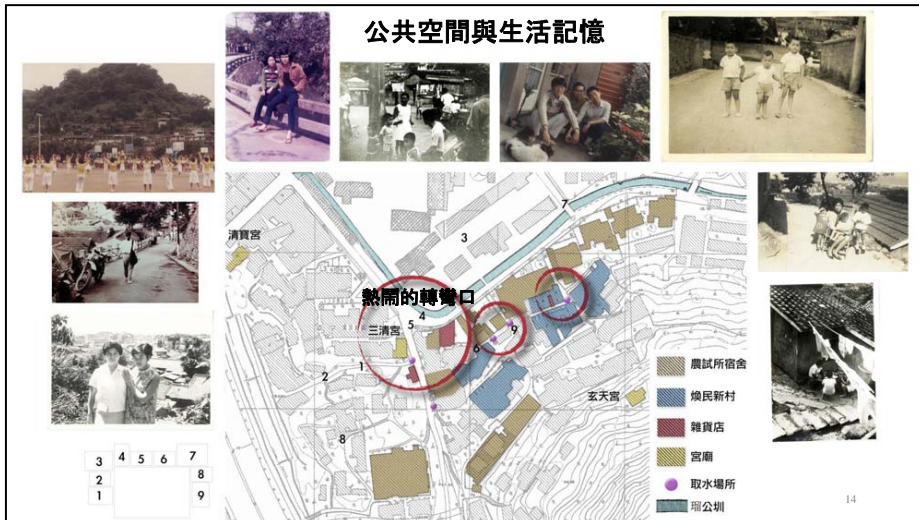 公共空間與生活記憶
清寶宮
熱鬧的轉彎口
三清宮
玄天宮
7
3
4
5
9
6
1
2
8
農試所宿舍
煥民新村
雜貨店
宮廟
取水場所
瑠公圳
3 4 5 6 7
2 8
1 9
14